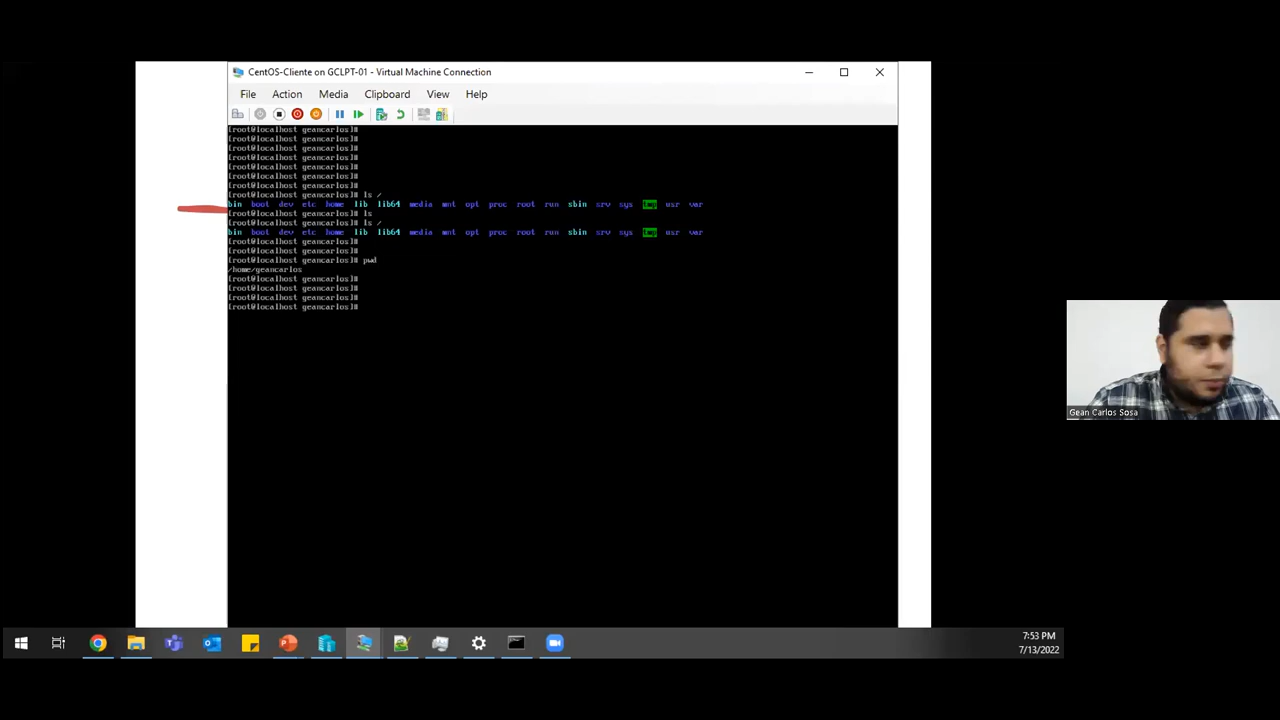 CentOS-Cliente on GCLPT-01 - Virtual Machine Connection
File Action Media Clipboard View Help
[root@localhost geancarlos]#
[root@localhost geancarlos]#
[root@localhost geancarlos]#
[root@localhost geancarlos]#
[root@localhost geancarlos]#
[root@localhost geancarlos]#
[root@localhost geancarlos]#
[root@localhost geancarlos]# ls /
bin boot dev etc home lib lib64 media mnt opt proc root run sbin srv sys tmp usr var
[root@localhost geancarlos]# ls
[root@localhost geancarlos]# ls /
bin boot dev etc home lib lib64 media mnt opt proc root run sbin srv sys tmp usr var
[root@localhost geancarlos]#
[root@localhost geancarlos]#
[root@localhost geancarlos]# pwd
/home/geancarlos
[root@localhost geancarlos]#
[root@localhost geancarlos]#
[root@localhost geancarlos]#
[root@localhost geancarlos]#
Gean Carlos Sosa
7:53 PM
7/13/2022